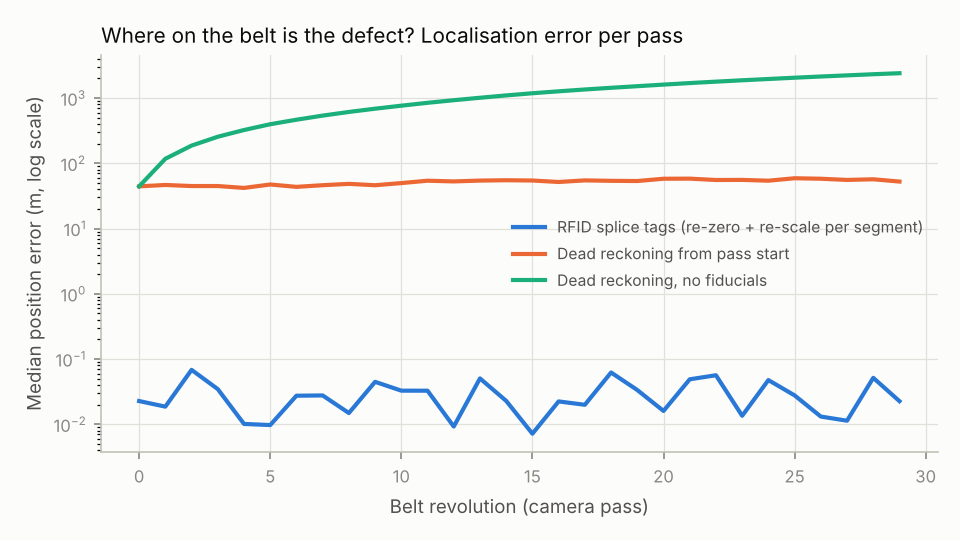 Where on the belt is the defect? Localisation error per pass
Median position error (m, log scale)
10³
10²
10¹
10⁰
10⁻¹
10⁻²
RFID splice tags (re-zero + re-scale per segment)
Dead reckoning from pass start
Dead reckoning, no fiducials
0 5 10 15 20 25 30
Belt revolution (camera pass)